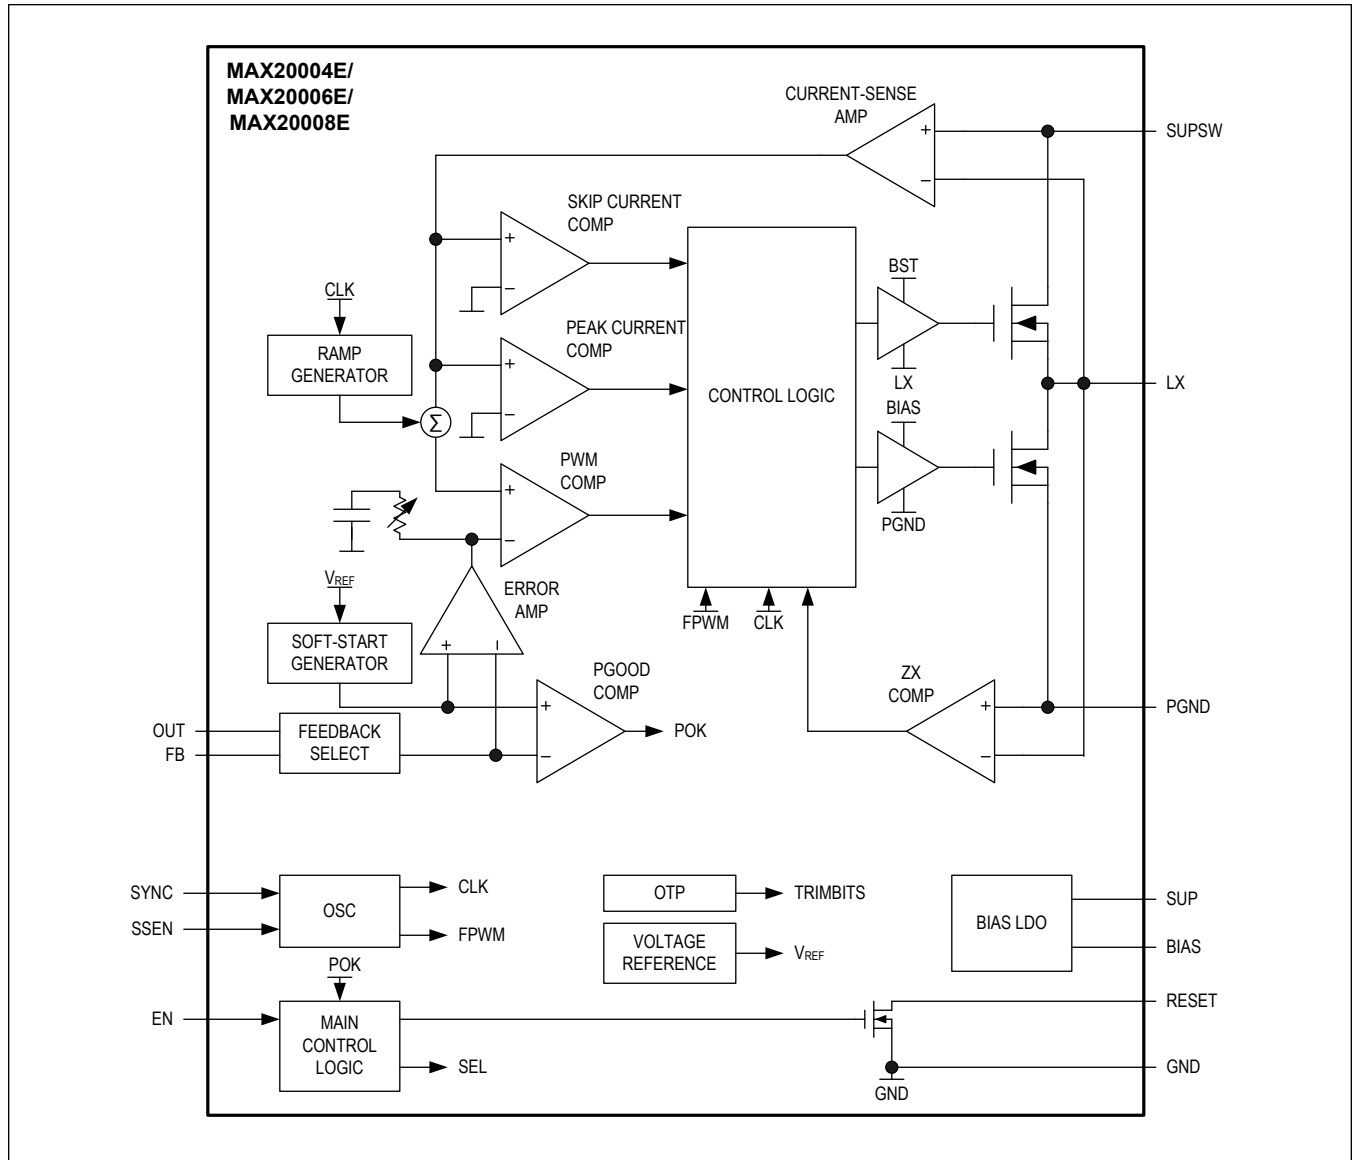 MAX20004E/
MAX20006E/
MAX20008E
CURRENT-SENSE
AMP
+
−
SUPSW
SKIP CURRENT
COMP
+
−
CLK
RAMP
GENERATOR
PEAK CURRENT
COMP
+
−
Σ
CONTROL LOGIC
BST
LX
LX
BIAS
PGND
PWM
COMP
+
−
VREF
SOFT-START
GENERATOR
ERROR
AMP
+
−
FPWM
CLK
PGOOD
COMP
+
−
POK
ZX
COMP
+
−
PGND
OUT
FB
FEEDBACK
SELECT
SYNC
SSEN
OSC
CLK
FPWM
OTP
TRIMBITS
VOLTAGE
REFERENCE
VREF
BIAS LDO
SUP
BIAS
POK
EN
MAIN
CONTROL
LOGIC
SEL
RESET
GND
GND